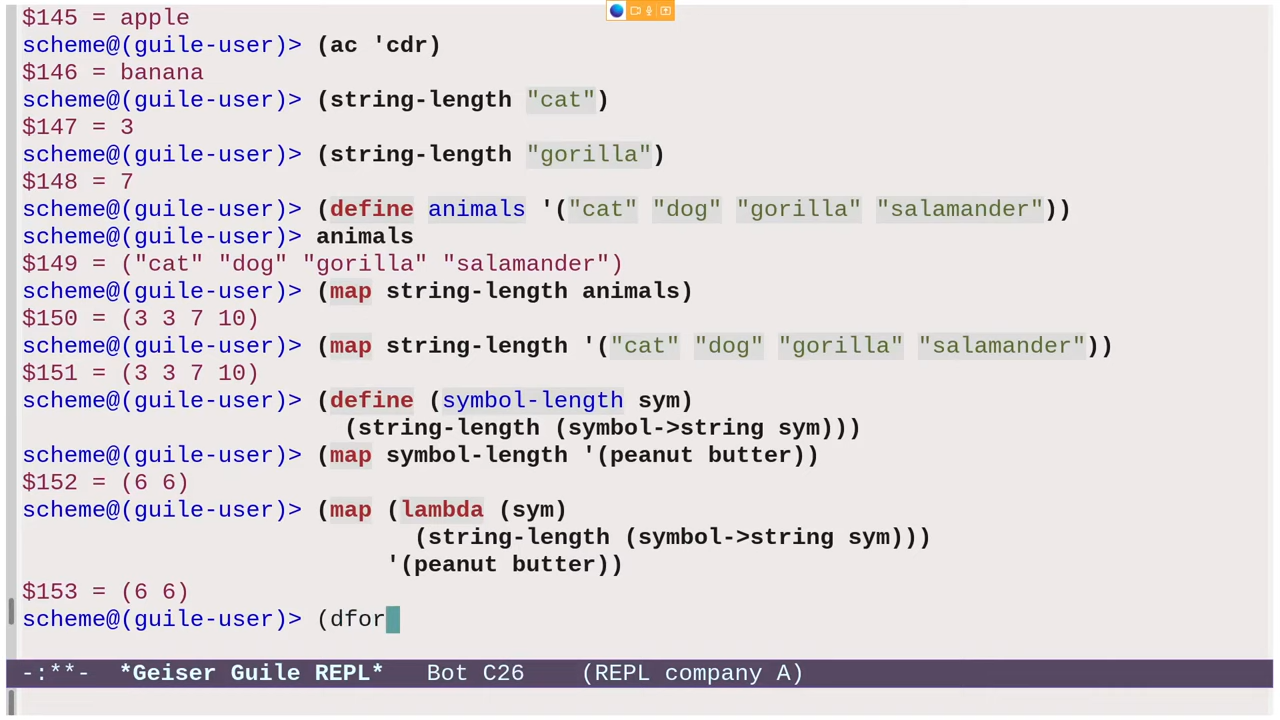 $145 = apple
scheme@(guile-user)> (ac 'cdr)
$146 = banana
scheme@(guile-user)> (string-length "cat")
$147 = 3
scheme@(guile-user)> (string-length "gorilla")
$148 = 7
scheme@(guile-user)> (define animals '("cat" "dog" "gorilla" "salamander"))
scheme@(guile-user)> animals
$149 = ("cat" "dog" "gorilla" "salamander")
scheme@(guile-user)> (map string-length animals)
$150 = (3 3 7 10)
scheme@(guile-user)> (map string-length '("cat" "dog" "gorilla" "salamander"))
$151 = (3 3 7 10)
scheme@(guile-user)> (define (symbol-length sym)
(string-length (symbol->string sym)))
scheme@(guile-user)> (map symbol-length '(peanut butter))
$152 = (6 6)
scheme@(guile-user)> (map (lambda (sym)
(string-length (symbol->string sym)))
'(peanut butter))
$153 = (6 6)
scheme@(guile-user)> (dfor
-:**- *Geiser Guile REPL* Bot C26 (REPL company A)